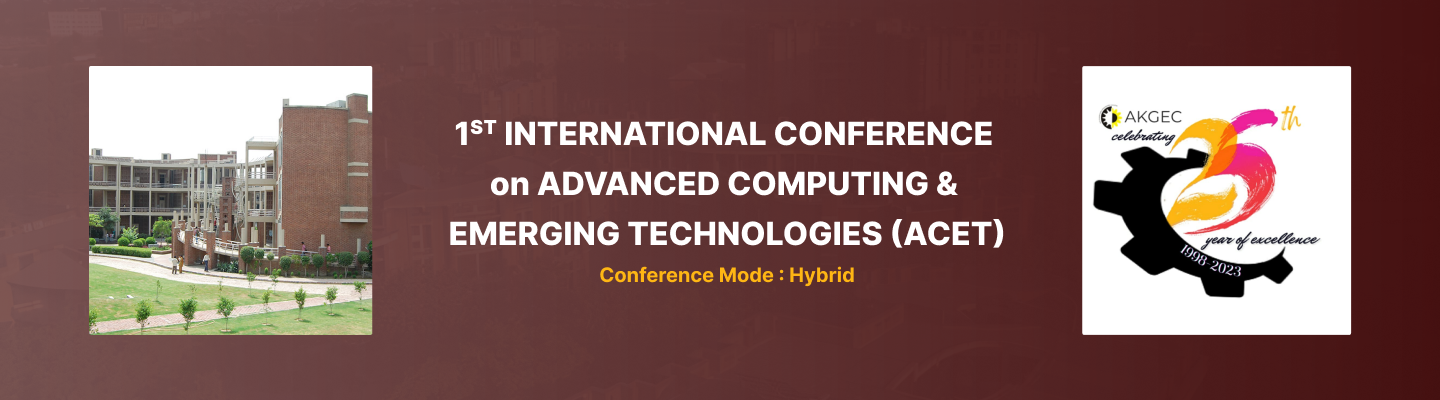 1ST INTERNATIONAL CONFERENCE
on ADVANCED COMPUTING &
EMERGING TECHNOLOGIES (ACET)
Conference Mode : Hybrid
AKGEC
celebrating
25th
year of excellence
1998-2023